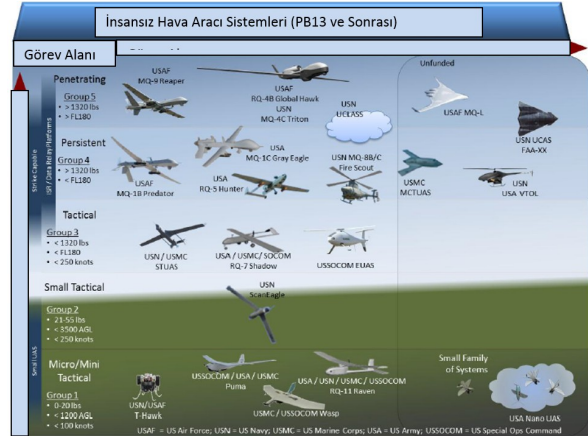 İnsansız Hava Aracı Sistemleri (PB13 ve Sonrası)
Görev Alanı
Unfunded
Strike Capable
ISR / Data Relay Platforms
Small UAS
Penetrating
Group 5
• > 1320 lbs
• > FL180
USAF
MQ-9 Reaper
USAF
RQ-4B Global Hawk
USN
MQ-4C Triton
USN
UCLASS
USAF MQ-L
USN UCAS
FAA-XX
Persistent
Group 4
• > 1320 lbs
• < FL180
USAF
MQ-1B Predator
USA
MQ-1C Gray Eagle
USA
RQ-5 Hunter
USN MQ-8B/C
Fire Scout
USMC
MCTUAS
USN
USA VTOL
Tactical
Group 3
• < 1320 lbs
• < FL180
• < 250 knots
USN / USMC
STUAS
USA / USMC/ SOCOM
RQ-7 Shadow
USSOCOM EUAS
Small Tactical
Group 2
• 21-55 lbs
• < 3500 AGL
• < 250 knots
USN
ScanEagle
Micro/Mini
Tactical
Group 1
• 0-20 lbs
• < 1200 AGL
• < 100 knots
USN/USAF
T-Hawk
USSOCOM / USA / USMC
Puma
USMC / USSOCOM Wasp
USA / USN / USMC / USSOCOM
RQ-11 Raven
Small Family
of Systems
USA Nano UAS
USAF = US Air Force; USN = US Navy; USMC = US Marine Corps; USA = US Army; USSOCOM = US Special Ops Command